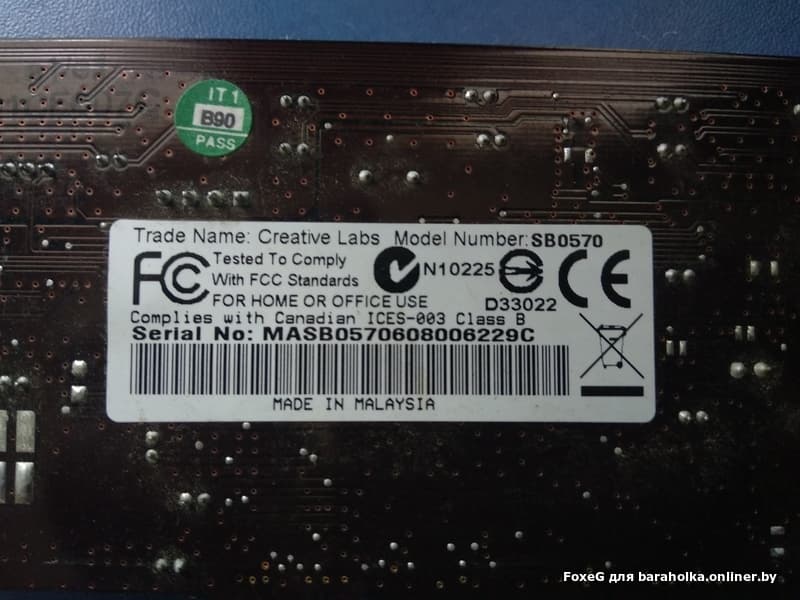 IT1
B90
PASS
Trade Name: Creative Labs Model Number: SB0570
FC Tested To Comply
With FCC Standards
FOR HOME OR OFFICE USE
N10225
D33022
CE
Complies with Canadian ICES-003 Class B
Serial No: MASB0570608006229C
MADE IN MALAYSIA
FoxeG для baraholka.onliner.by